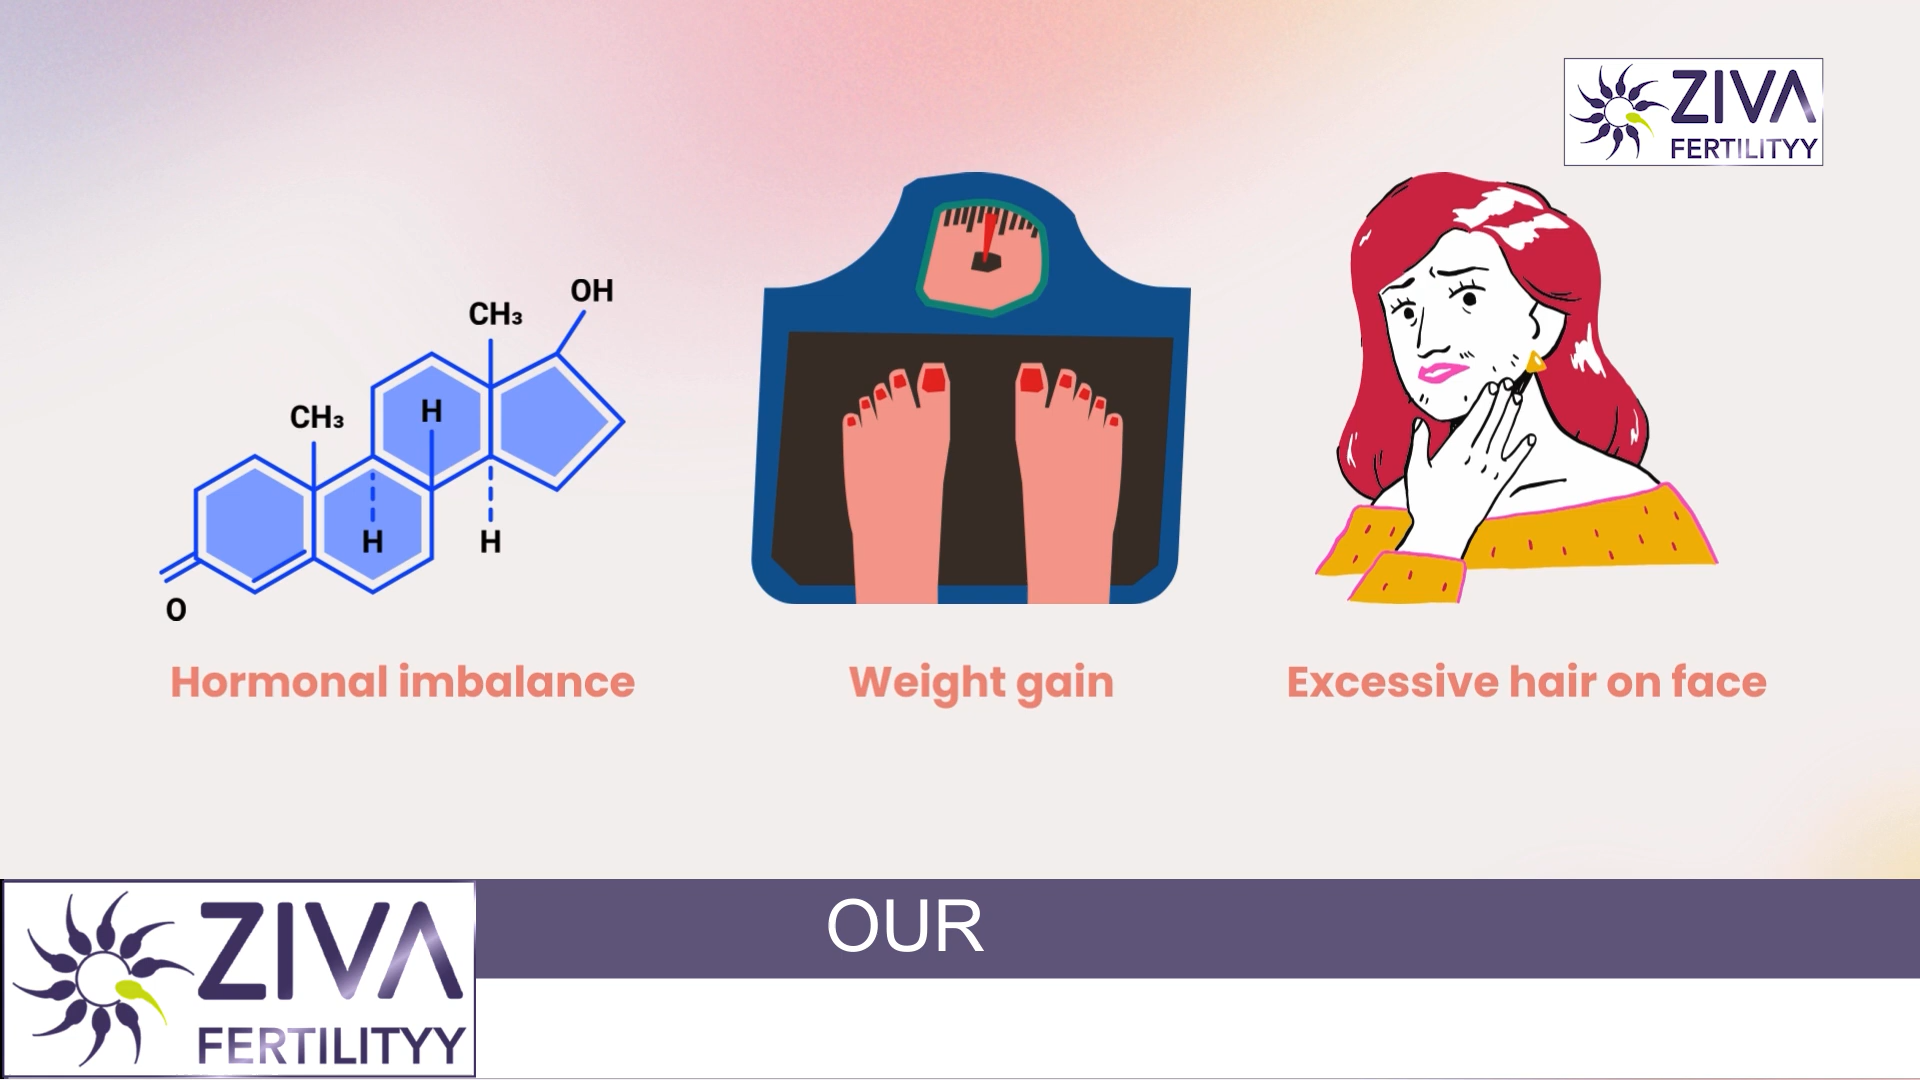 ZIVA
FERTILITYY
OH
CH₃
CH₃
H
H
H
O
Hormonal imbalance
Weight gain
Excessive hair on face
OUR
ZIVA
FERTILITYY